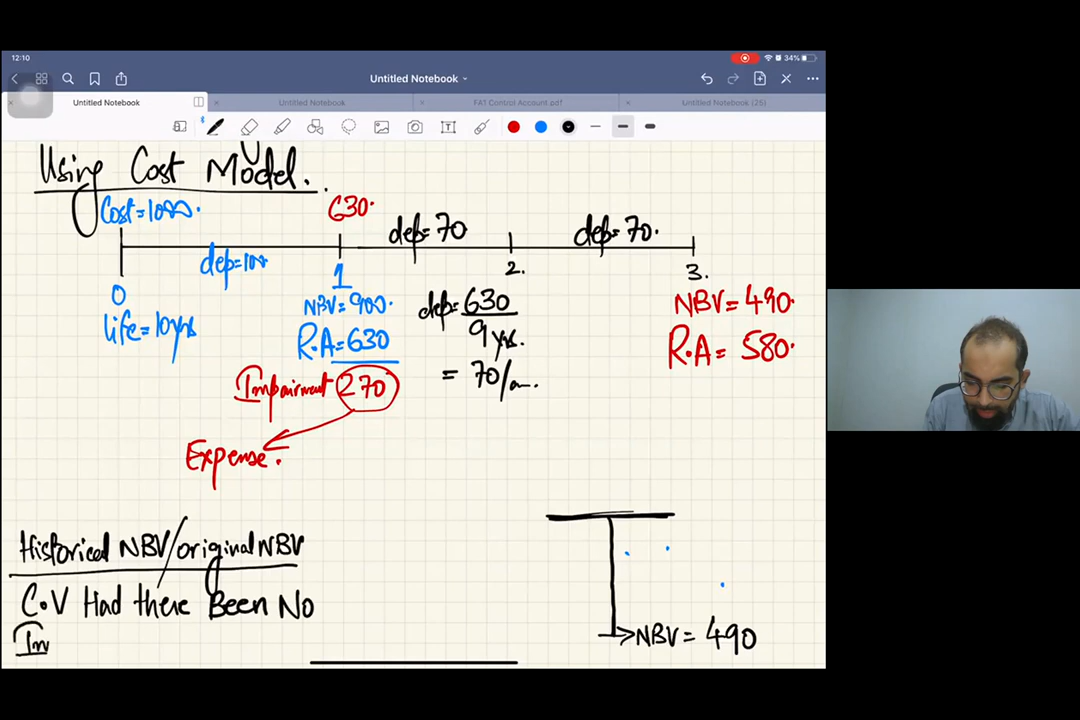 12:10
34%
Untitled Notebook
Untitled Notebook
Untitled Notebook
FA1 Control Account.pdf
Untitled Notebook (25)
Using Cost Model.
Cost=1000.
630.
dep=70
dep=70.
dep=100
0
1
2.
3.
life=10yrs
NBV=900.
R.A=630
Impairment 270
Expense.
dep=630
9yrs.
= 70/an.
NBV=490.
R.A= 580.
Historical NBV/original NBV
C.V Had there Been No
Im
NBV= 490